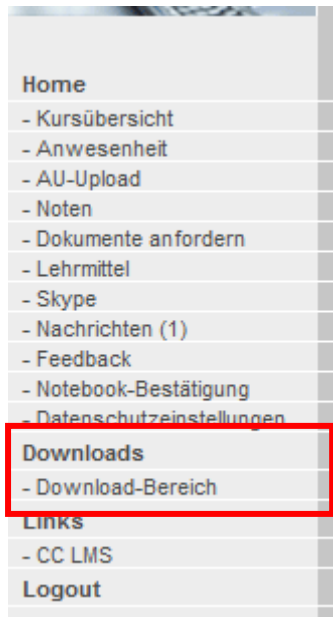 Home
- Kursübersicht
- Anwesenheit
- AU-Upload
- Noten
- Dokumente anfordern
- Lehrmittel
- Skype
- Nachrichten (1)
- Feedback
- Notebook-Bestätigung
- Datenschutzeinstellungen
Downloads
- Download-Bereich
Links
- CC LMS
Logout